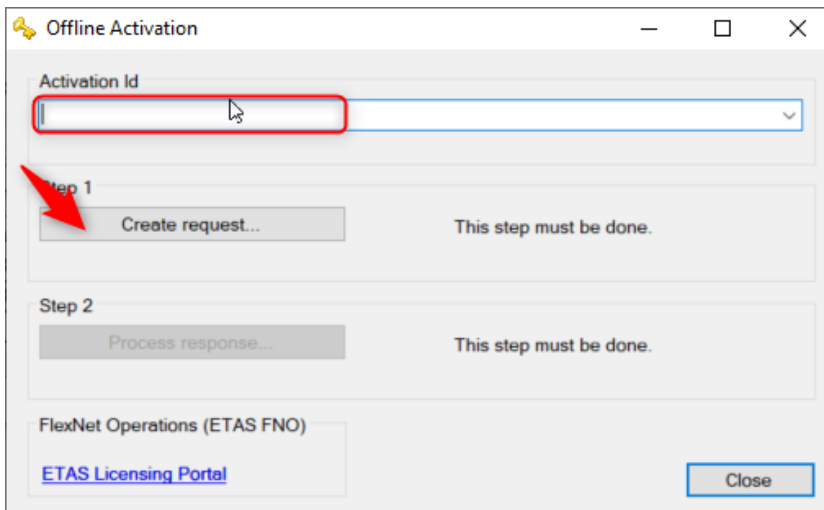 Offline Activation
Activation Id
Step 1
Create request...
This step must be done.
Step 2
Process response...
This step must be done.
FlexNet Operations (ETAS FNO)
ETAS Licensing Portal
Close